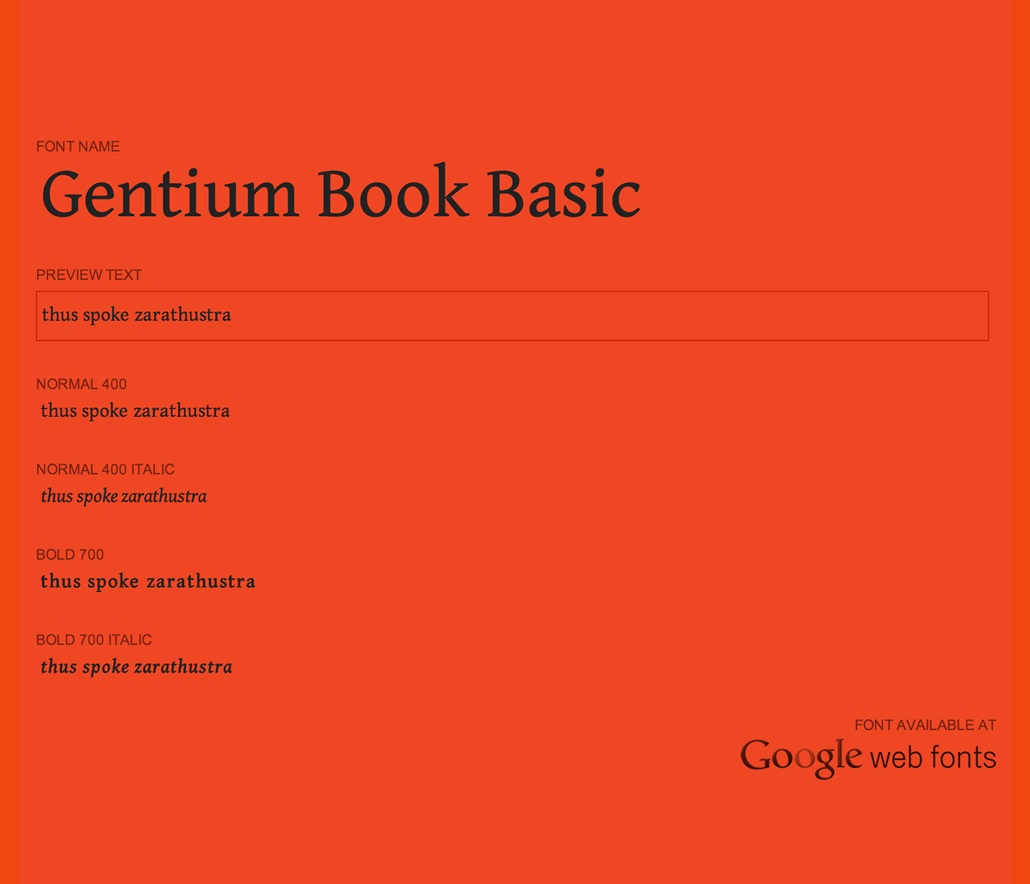 FONT NAME
Gentium Book Basic
PREVIEW TEXT
thus spoke zarathustra
NORMAL 400
thus spoke zarathustra
NORMAL 400 ITALIC
thus spoke zarathustra
BOLD 700
thus spoke zarathustra
BOLD 700 ITALIC
thus spoke zarathustra
FONT AVAILABLE AT
Google web fonts